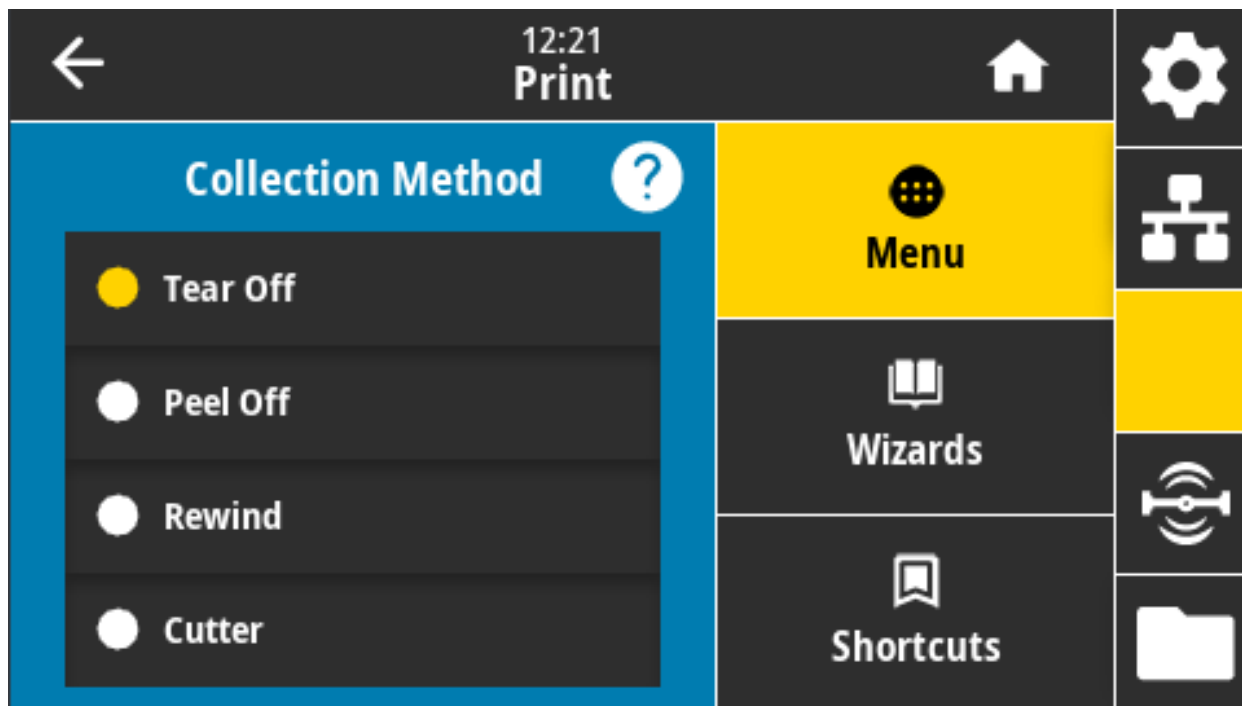 12:21
Print
Collection Method
?
Tear Off
Peel Off
Rewind
Cutter
Menu
Wizards
Shortcuts